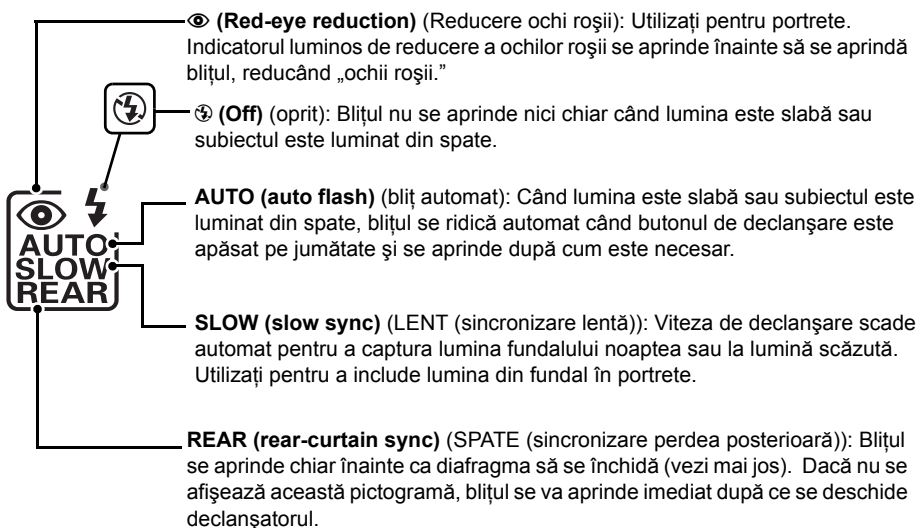 👁 (Red-eye reduction) (Reducere ochi roşii): Utilizaţi pentru portrete.
Indicatorul luminos de reducere a ochilor roşii se aprinde înainte să se aprindă
bliţul, reducând „ochii roşii.”
(Off) (oprit): Bliţul nu se aprinde nici chiar când lumina este slabă sau
subiectul este luminat din spate.
AUTO (auto flash) (bliţ automat): Când lumina este slabă sau subiectul este
luminat din spate, bliţul se ridică automat când butonul de declanşare este
apăsat pe jumătate şi se aprinde după cum este necesar.
AUTO
SLOW
REAR
SLOW (slow sync) (LENT (sincronizare lentă)): Viteza de declanşare scade
automat pentru a captura lumina fundalului noaptea sau la lumină scăzută.
Utilizaţi pentru a include lumina din fundal în portrete.
REAR (rear-curtain sync) (SPATE (sincronizare perdea posterioară)): Bliţul
se aprinde chiar înainte ca diafragma să se închidă (vezi mai jos). Dacă nu se
afişează această pictogramă, bliţul se va aprinde imediat după ce se deschide
declanşatorul.